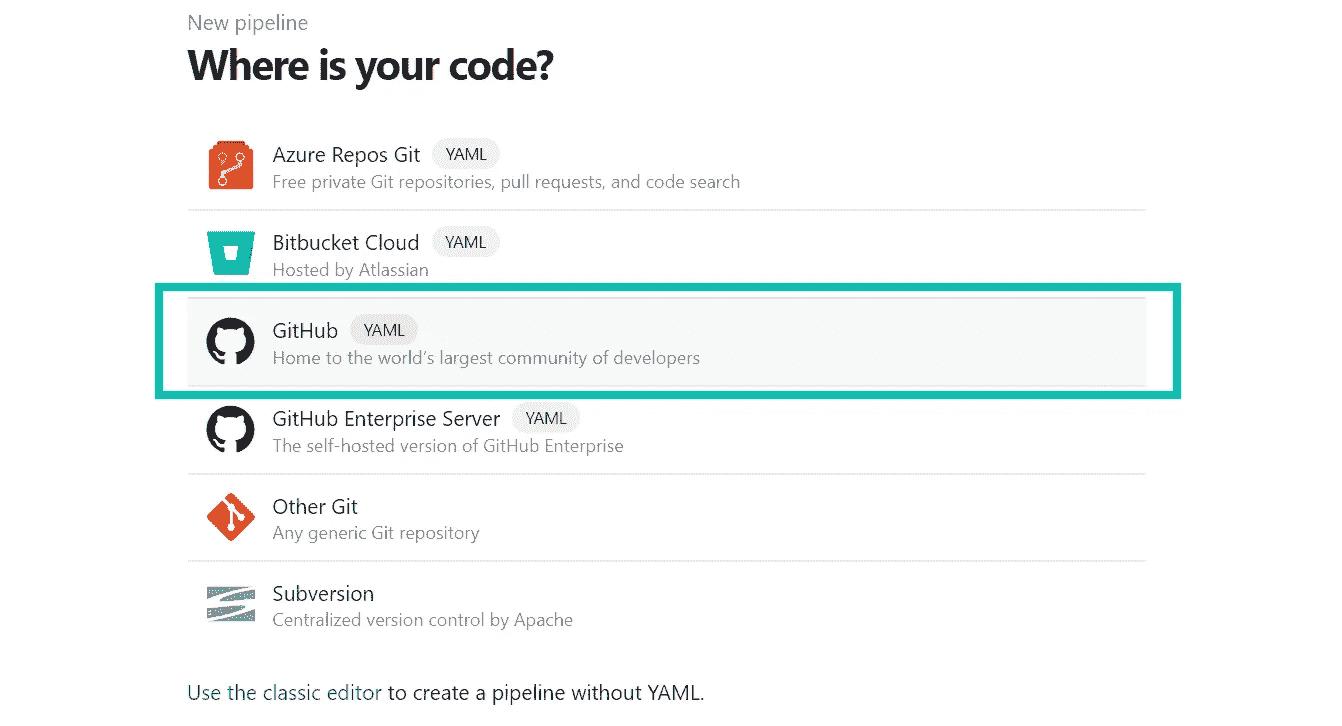 New pipeline
Where is your code?
Azure Repos Git YAML
Free private Git repositories, pull requests, and code search
Bitbucket Cloud YAML
Hosted by Atlassian
GitHub YAML
Home to the world's largest community of developers
GitHub Enterprise Server YAML
The self-hosted version of GitHub Enterprise
Other Git
Any generic Git repository
Subversion
Centralized version control by Apache
Use the classic editor to create a pipeline without YAML.